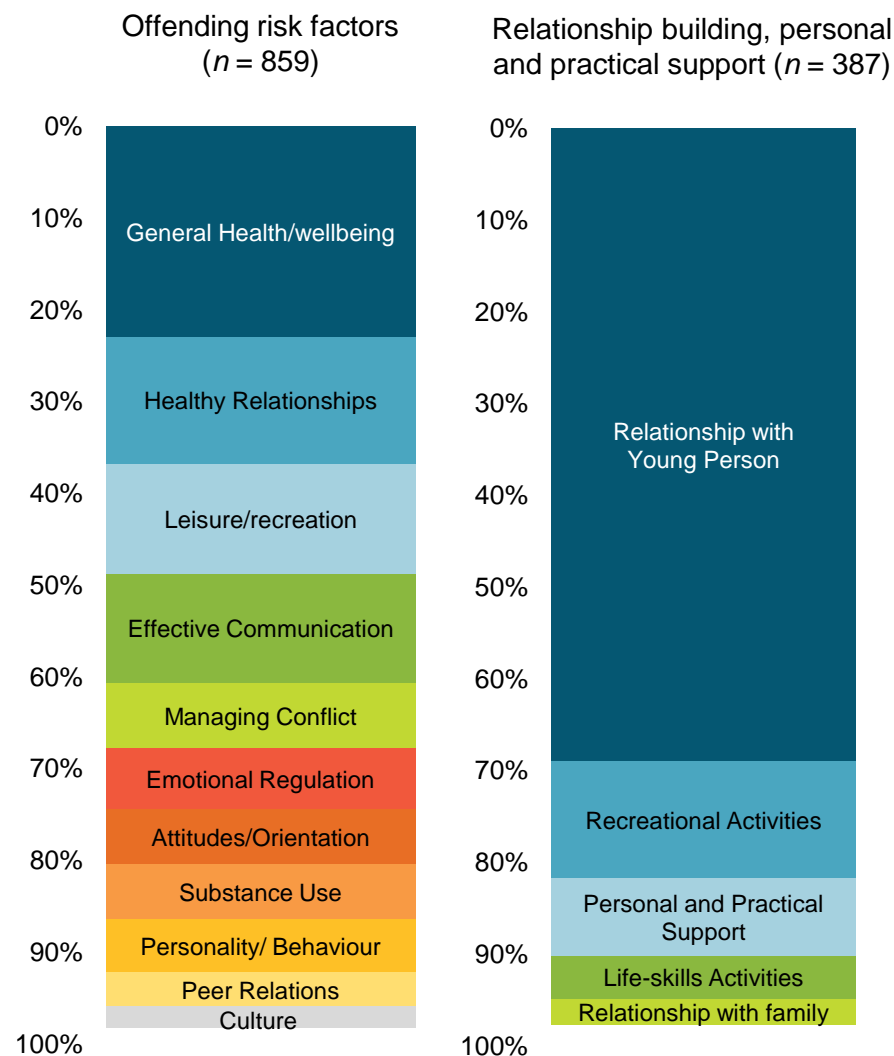 Offending risk factors
(n = 859)
0%
10%
20%
30%
40%
50%
60%
70%
80%
90%
100%
General Health/wellbeing
Healthy Relationships
Leisure/recreation
Effective Communication
Managing Conflict
Emotional Regulation
Attitudes/Orientation
Substance Use
Personality/ Behaviour
Peer Relations
Culture
Relationship building, personal
and practical support (n = 387)
0%
10%
20%
30%
40%
50%
60%
70%
80%
90%
100%
Relationship with
Young Person
Recreational Activities
Personal and Practical
Support
Life-skills Activities
Relationship with family